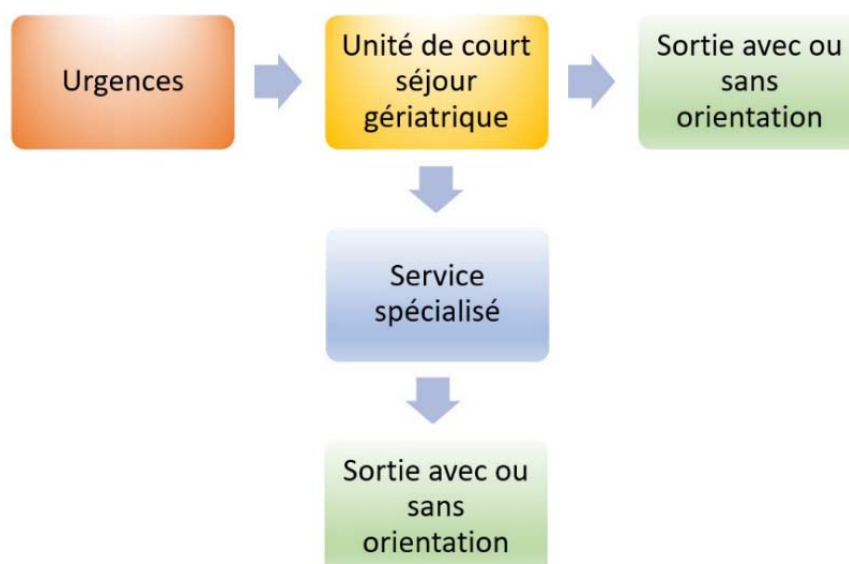 Urgences
Unité de court
séjour
gériatrique
Sortie avec ou
sans
orientation
Service
spécialisé
Sortie avec ou
sans
orientation